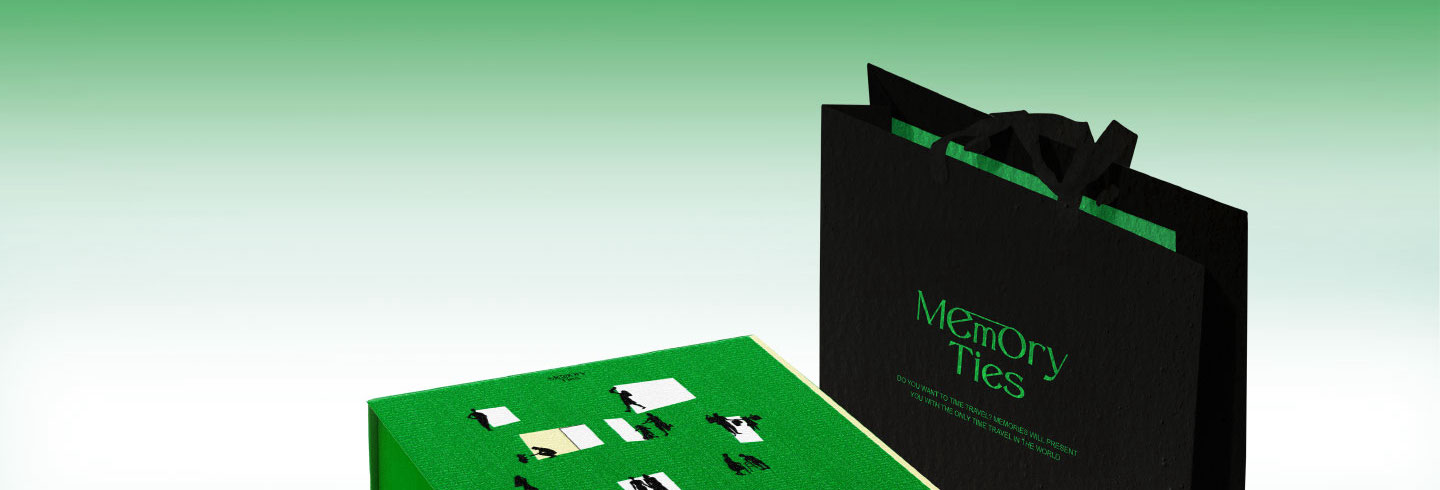 MemOry
Ties
DO YOU WANT TO TIME TRAVEL? MEMORIES WILL PRESENT
YOU WITH THE ONLY TIME TRAVEL IN THE WORLD
MEMORY
TIES